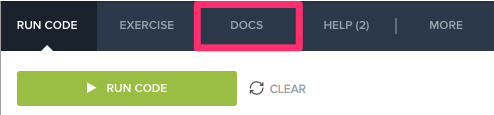 RUN CODE EXERCISE DOCS HELP (2) | MORE
RUN CODE CLEAR